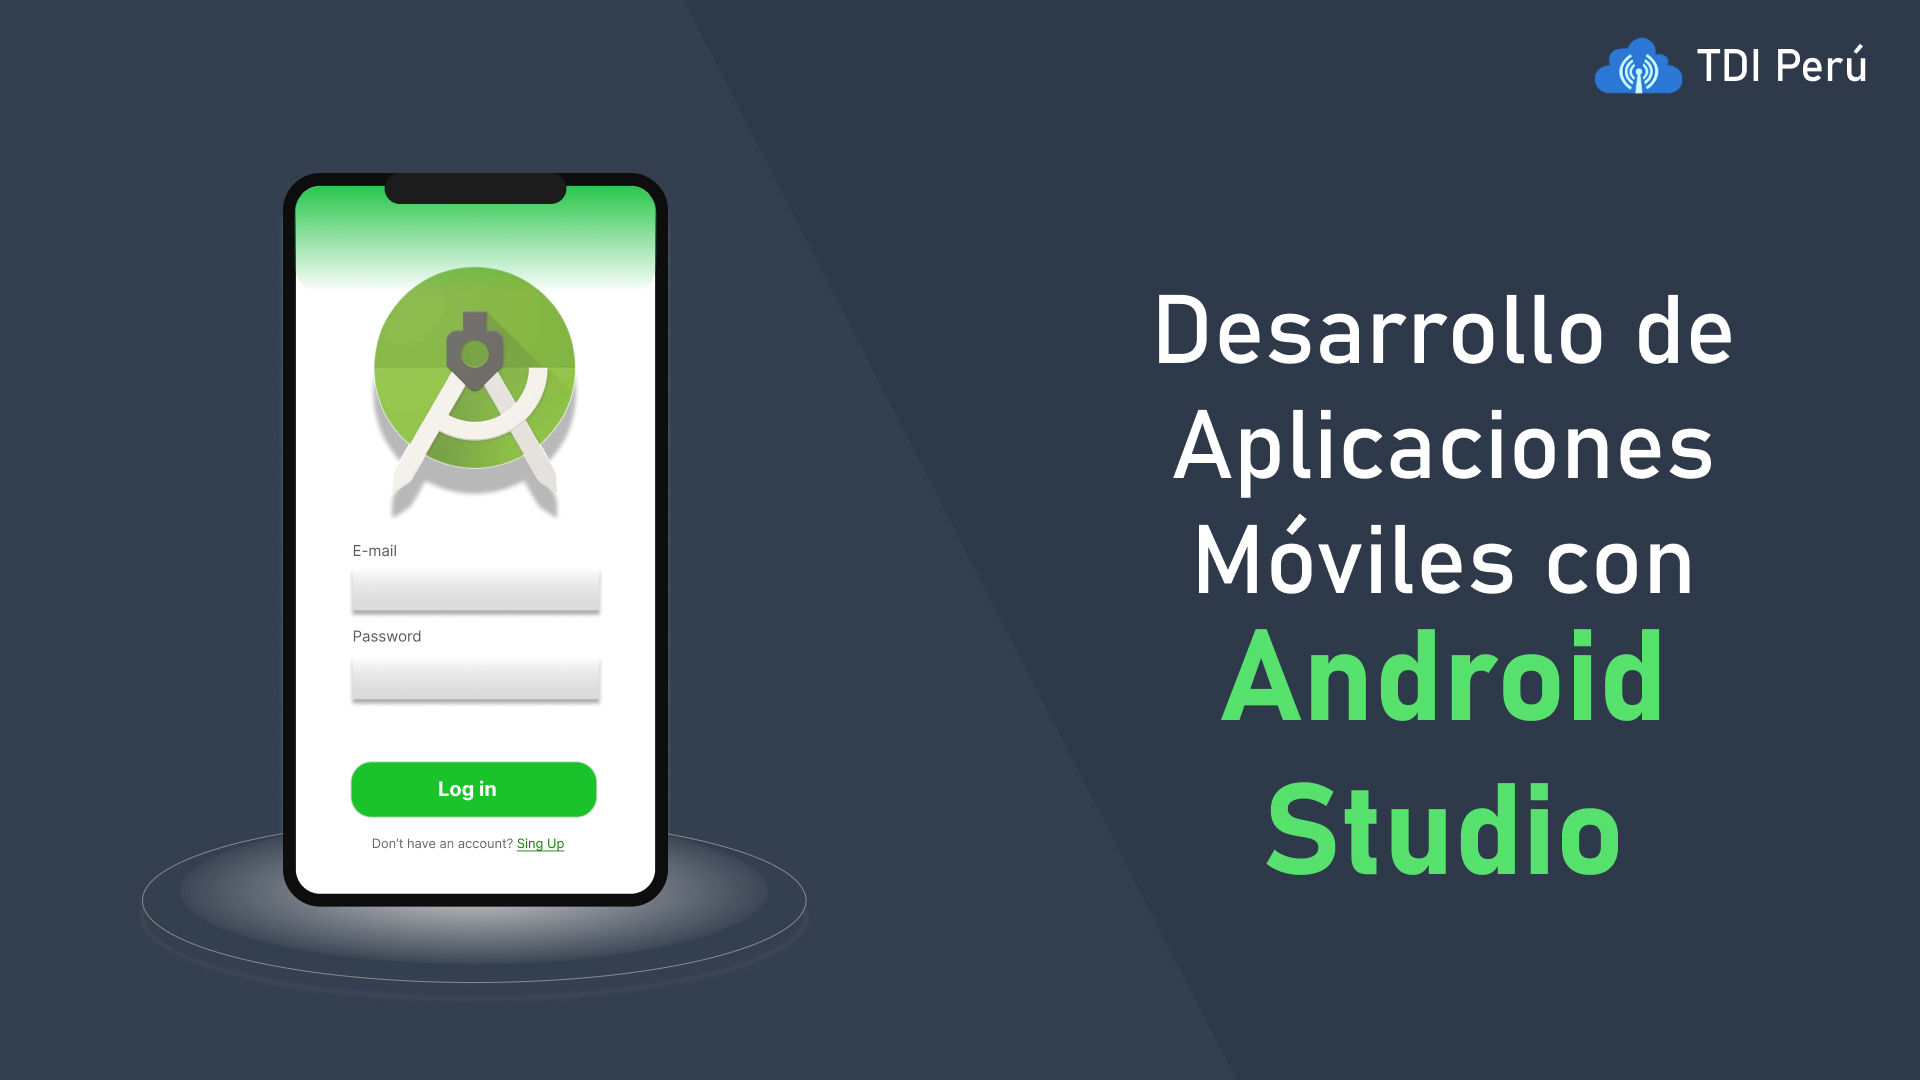 TDI Perú
E-mail
Password
Log in
Don't have an account? Sing Up
Desarrollo de
Aplicaciones
Móviles con
Android
Studio